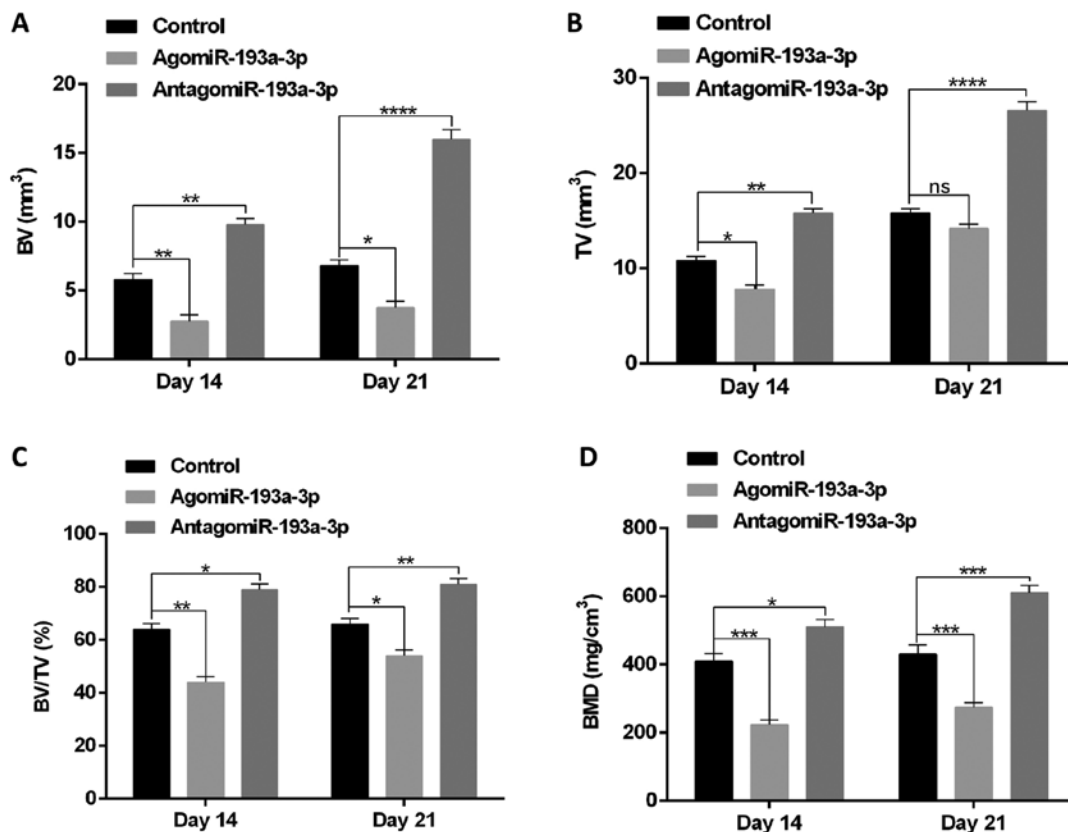 A
Control
AgomiR-193a-3p
AntagomiR-193a-3p
BV (mm³)
20
15
10
5
0
**
**
****
*
Day 14
Day 21
B
Control
AgomiR-193a-3p
AntagomiR-193a-3p
TV (mm³)
30
20
10
0
**
*
****
ns
Day 14
Day 21
C
Control
AgomiR-193a-3p
AntagomiR-193a-3p
BV/TV (%)
100
80
60
40
20
0
*
**
**
*
Day 14
Day 21
D
Control
AgomiR-193a-3p
AntagomiR-193a-3p
BMD (mg/cm³)
800
600
400
200
0
*
***
***
***
Day 14
Day 21